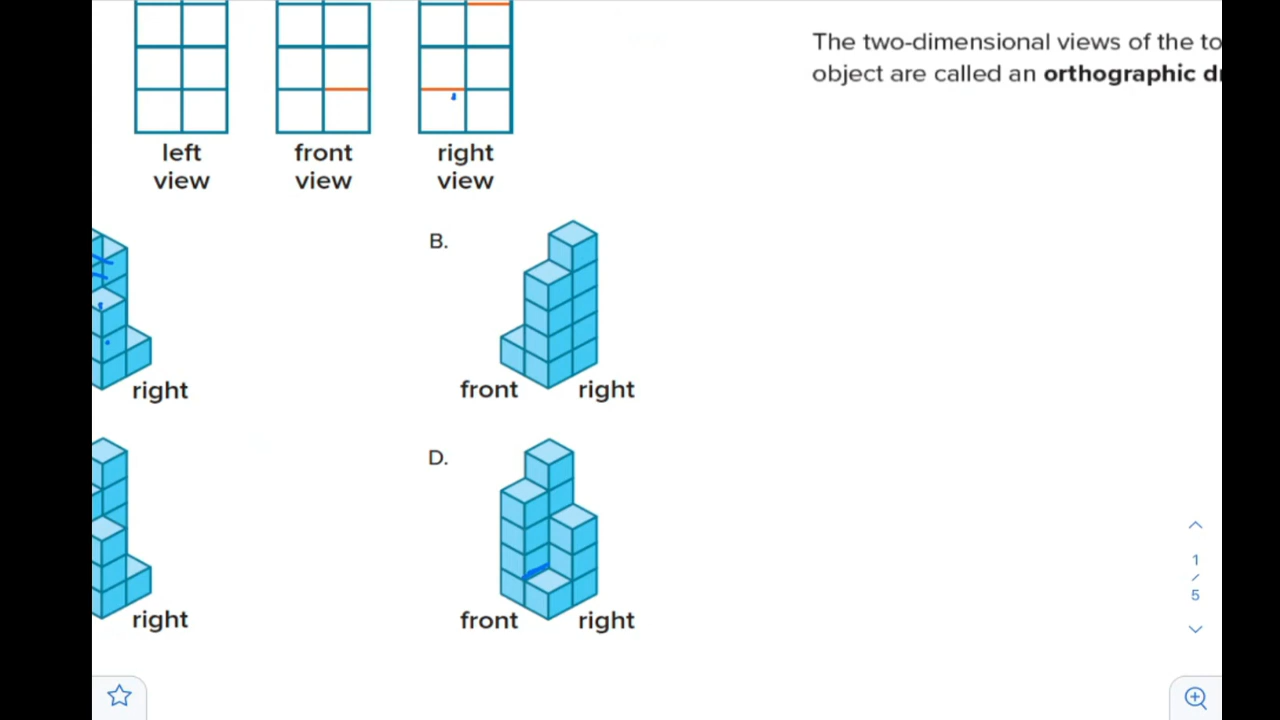 The two-dimensional views of the
object are called an orthographic
left front right
view view view
B.
right front right
D.
right front right
1
/
5